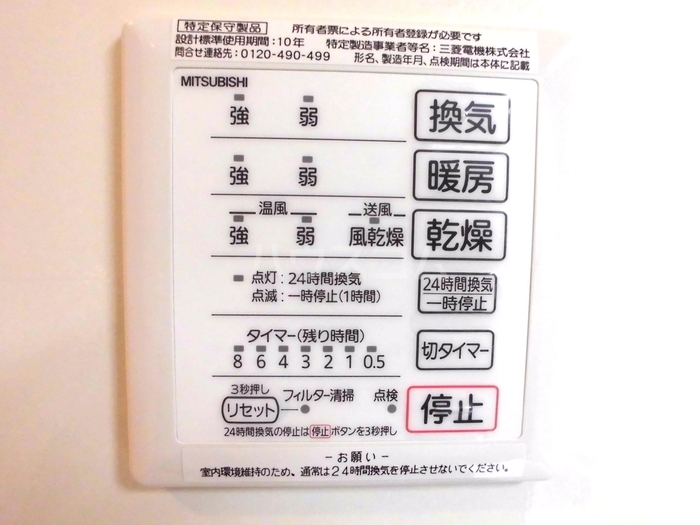 特定保守製品 所有者票による所有者登録が必要です
設計標準使用期間：10年 特定製造事業者等名：三菱電機株式会社
問合せ連絡先：0120-490-499 形名、製造年月、点検期間は本体に記載
MITSUBISHI
強 弱 換気
強 弱 暖房
温風 送風
強 弱 風乾燥 乾燥
点灯：24時間換気
点滅：一時停止(1時間)
24時間換気
一時停止
タイマー(残り時間)
8 6 4 3 2 1 0.5
切タイマー
3秒押し
リセット フィルター清掃 点検
停止
24時間換気の停止は停止ボタンを3秒押し
－お願い－
室内環境維持のため、通常は24時間換気を停止させないでください。